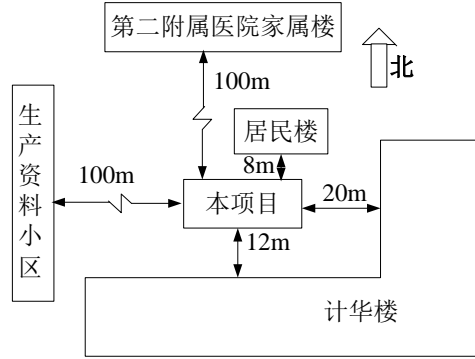 第二附属医院家属楼
100m
北
居民楼
8m
生产资料小区
100m
本项目
20m
12m
计华楼